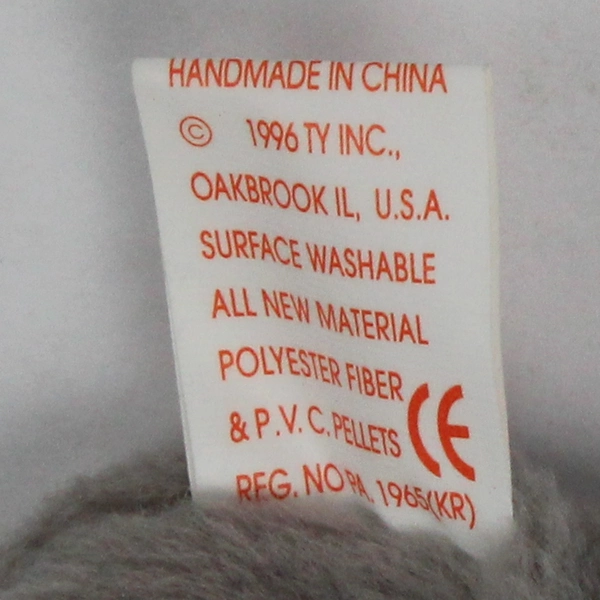 HANDMADE IN CHINA
© 1996 TY INC.,
OAKBROOK IL, U.S.A.
SURFACE WASHABLE
ALL NEW MATERIAL
POLYESTER FIBER
& P.V.C. PELLETS CE
REG. NO PA. 1965(KR)